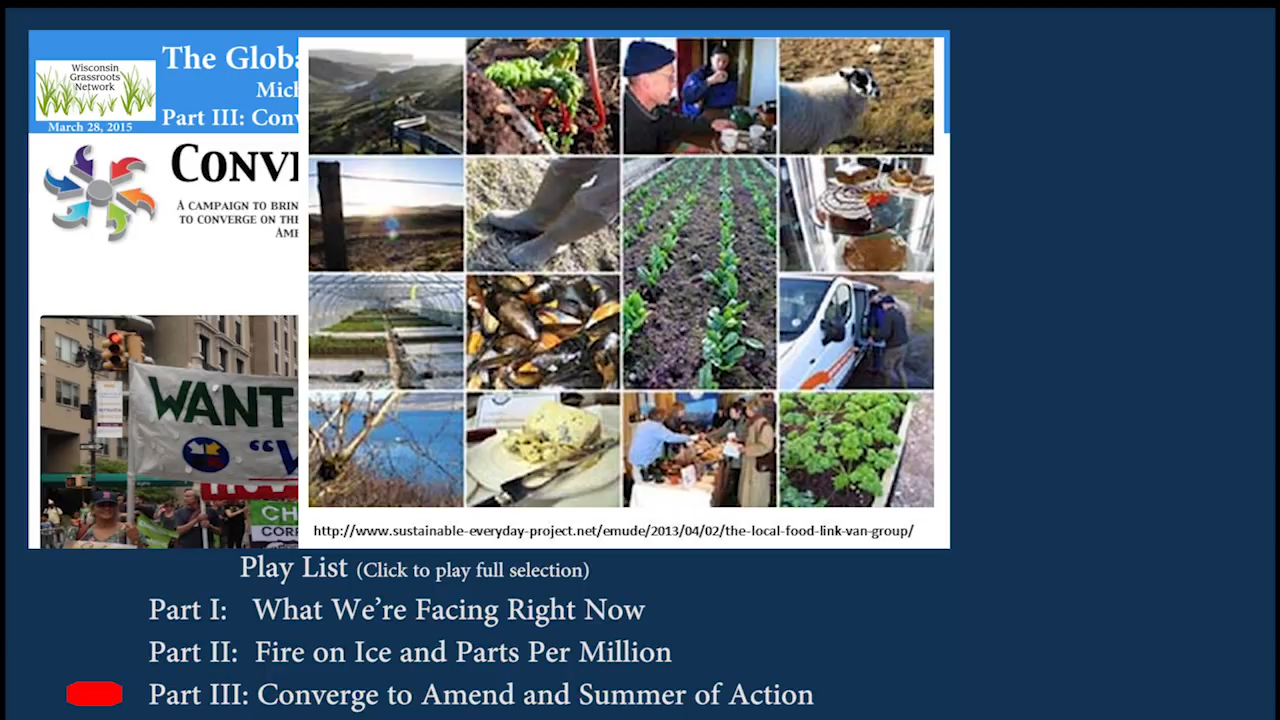 The Globa
Wisconsin
Grassroots
Network
Mich
March 28, 2015
Part III: Conv
CONVE
A CAMPAIGN TO BRIN
TO CONVERGE ON THE
AME
WANT
"V
CH
COR
http://www.sustainable-everyday-project.net/emude/2013/04/02/the-local-food-link-van-group/
Play List (Click to play full selection)
Part I: What We're Facing Right Now
Part II: Fire on Ice and Parts Per Million
Part III: Converge to Amend and Summer of Action